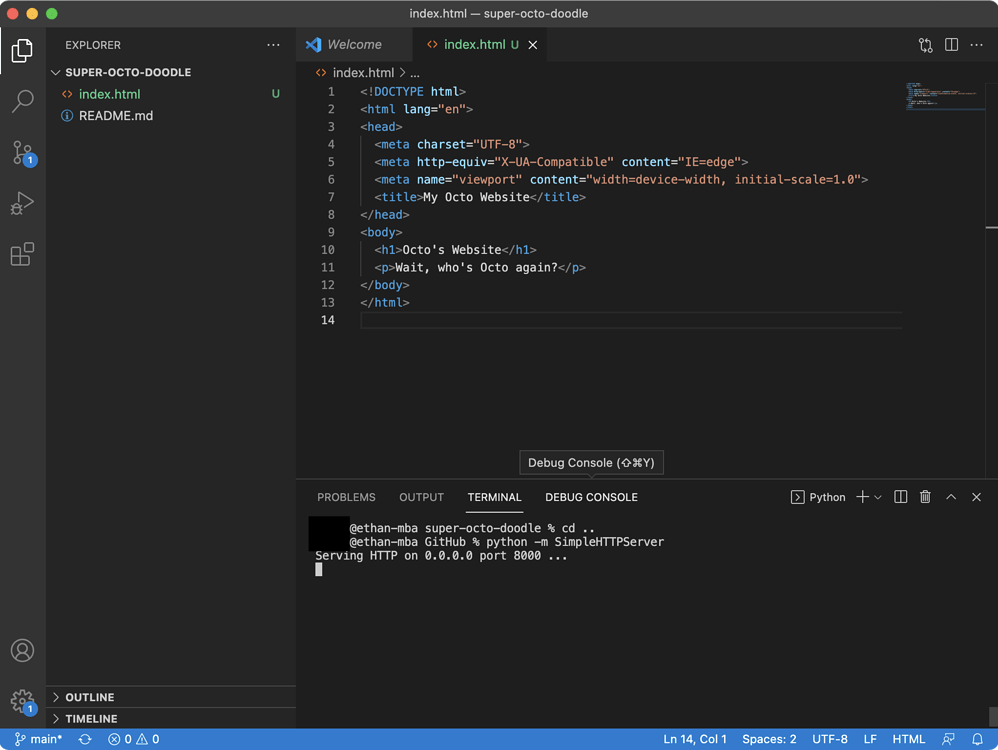 index.html — super-octo-doodle
EXPLORER
SUPER-OCTO-DOODLE
index.html U
README.md
1
Welcome
index.html U
index.html > ...
1 <!DOCTYPE html>
2 <html lang="en">
3 <head>
4 <meta charset="UTF-8">
5 <meta http-equiv="X-UA-Compatible" content="IE=edge">
6 <meta name="viewport" content="width=device-width, initial-scale=1.0">
7 <title>My Octo Website</title>
8 </head>
9 <body>
10 <h1>Octo's Website</h1>
11 <p>Wait, who's Octo again?</p>
12 </body>
13 </html>
14
Debug Console (⇧⌘Y)
PROBLEMS OUTPUT TERMINAL DEBUG CONSOLE Python
@ethan-mba super-octo-doodle % cd ..
@ethan-mba GitHub % python -m SimpleHTTPServer
Serving HTTP on 0.0.0.0 port 8000 ...
OUTLINE
1
TIMELINE
main* 0 0 Ln 14, Col 1 Spaces: 2 UTF-8 LF HTML